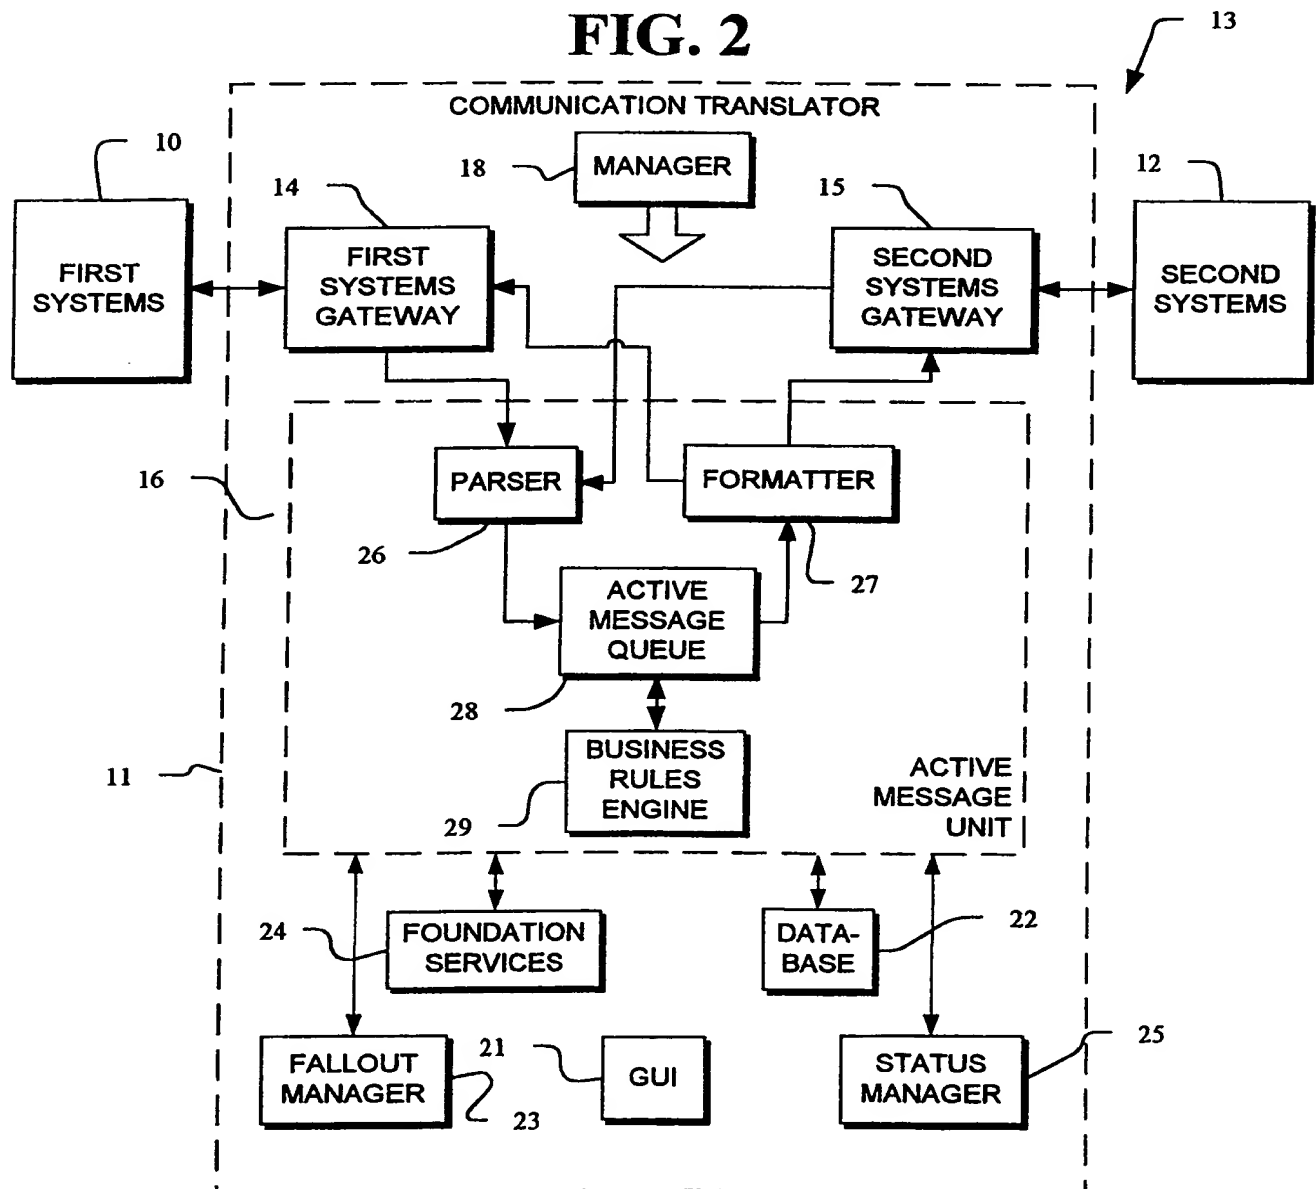 FIG. 2
13
COMMUNICATION TRANSLATOR
10
18
MANAGER
12
14
15
FIRST
SYSTEMS
FIRST
SYSTEMS
GATEWAY
SECOND
SYSTEMS
GATEWAY
SECOND
SYSTEMS
16
PARSER
FORMATTER
26
27
ACTIVE
MESSAGE
QUEUE
28
11
BUSINESS
RULES
ENGINE
29
ACTIVE
MESSAGE
UNIT
24
FOUNDATION
SERVICES
DATA-
BASE
22
FALLOUT
MANAGER
23
21
GUI
STATUS
MANAGER
25